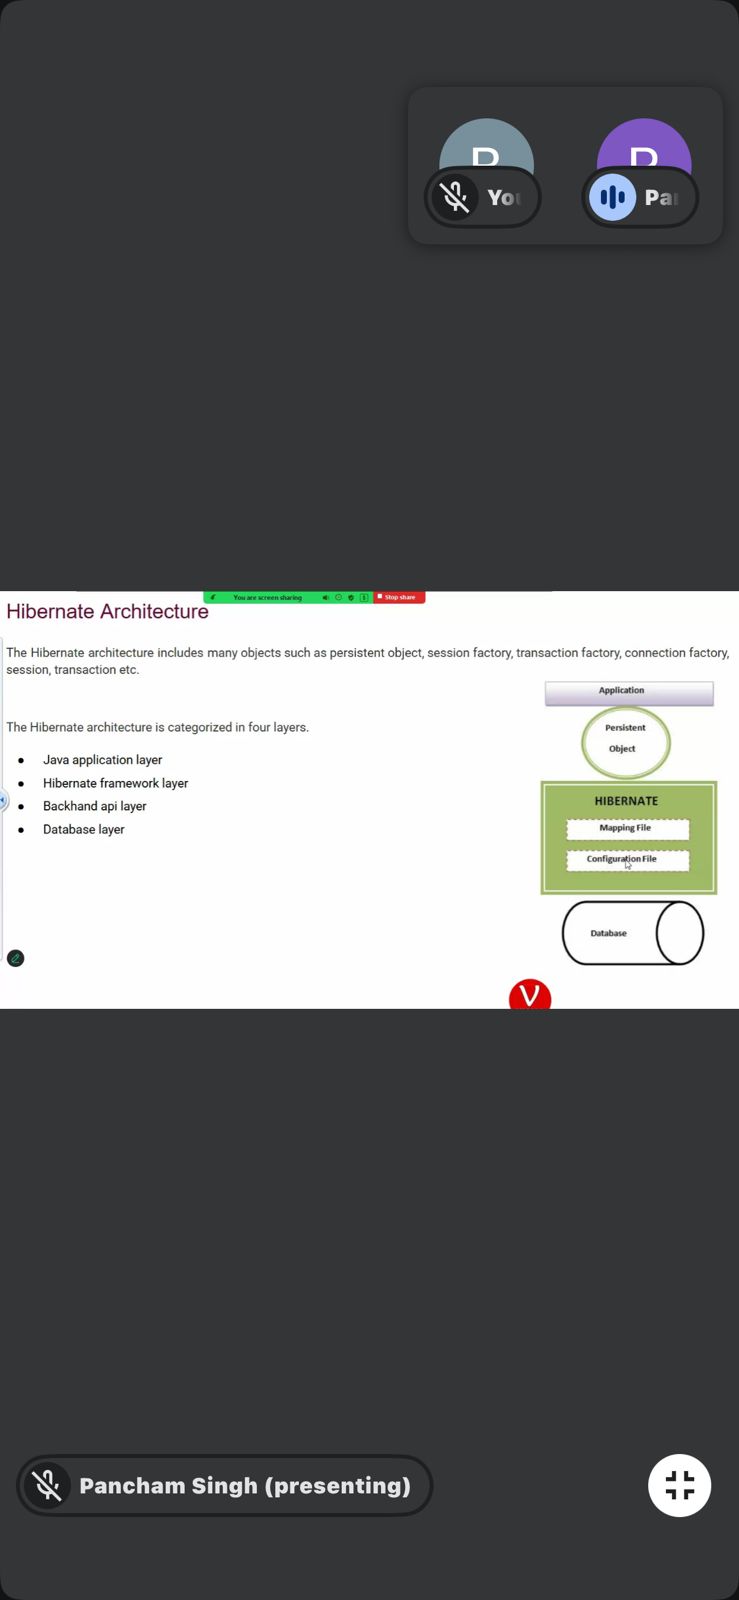 You
Pa
You are screen sharing
Stop share
Hibernate Architecture
The Hibernate architecture includes many objects such as persistent object, session factory, transaction factory, connection factory,
session, transaction etc.
Application
Persistent
Object
The Hibernate architecture is categorized in four layers.
Java application layer
Hibernate framework layer
Backhand api layer
Database layer
HIBERNATE
Mapping File
Configuration File
Database
V
Pancham Singh (presenting)